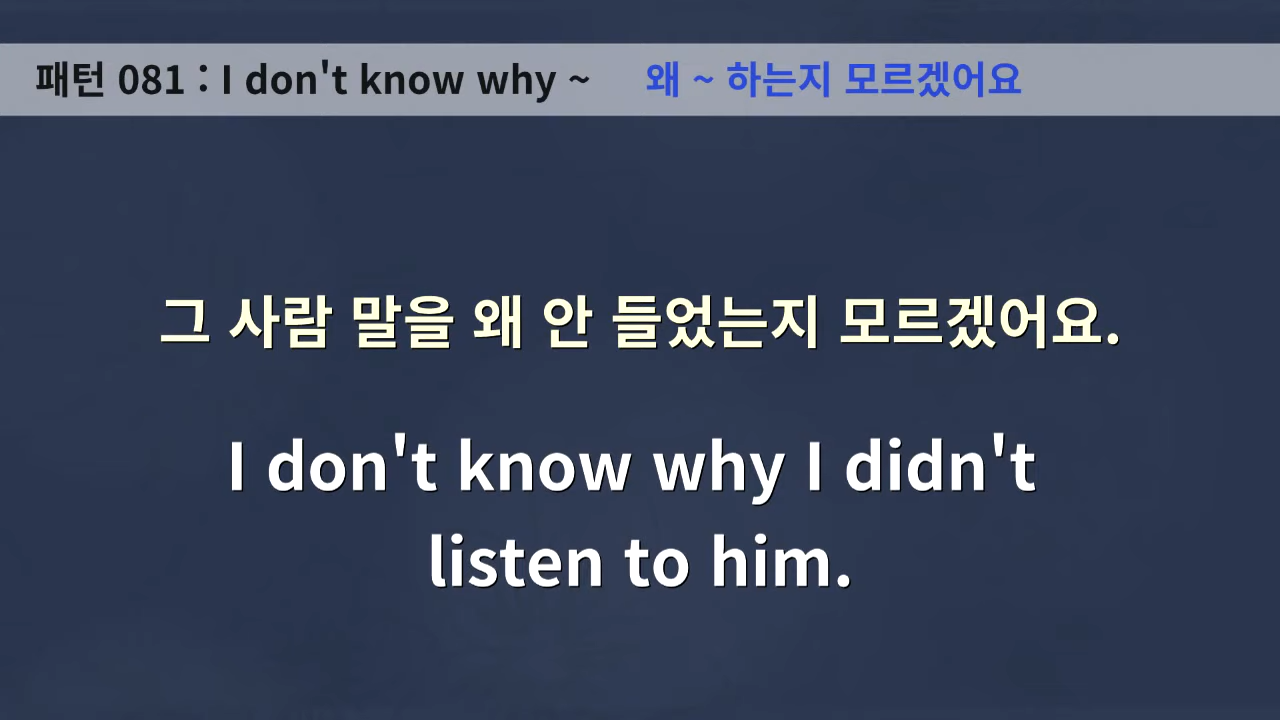 패턴 081 : I don't know why ~ 왜 ~ 하는지 모르겠어요
그 사람 말을 왜 안 들었는지 모르겠어요.
I don't know why I didn't
listen to him.